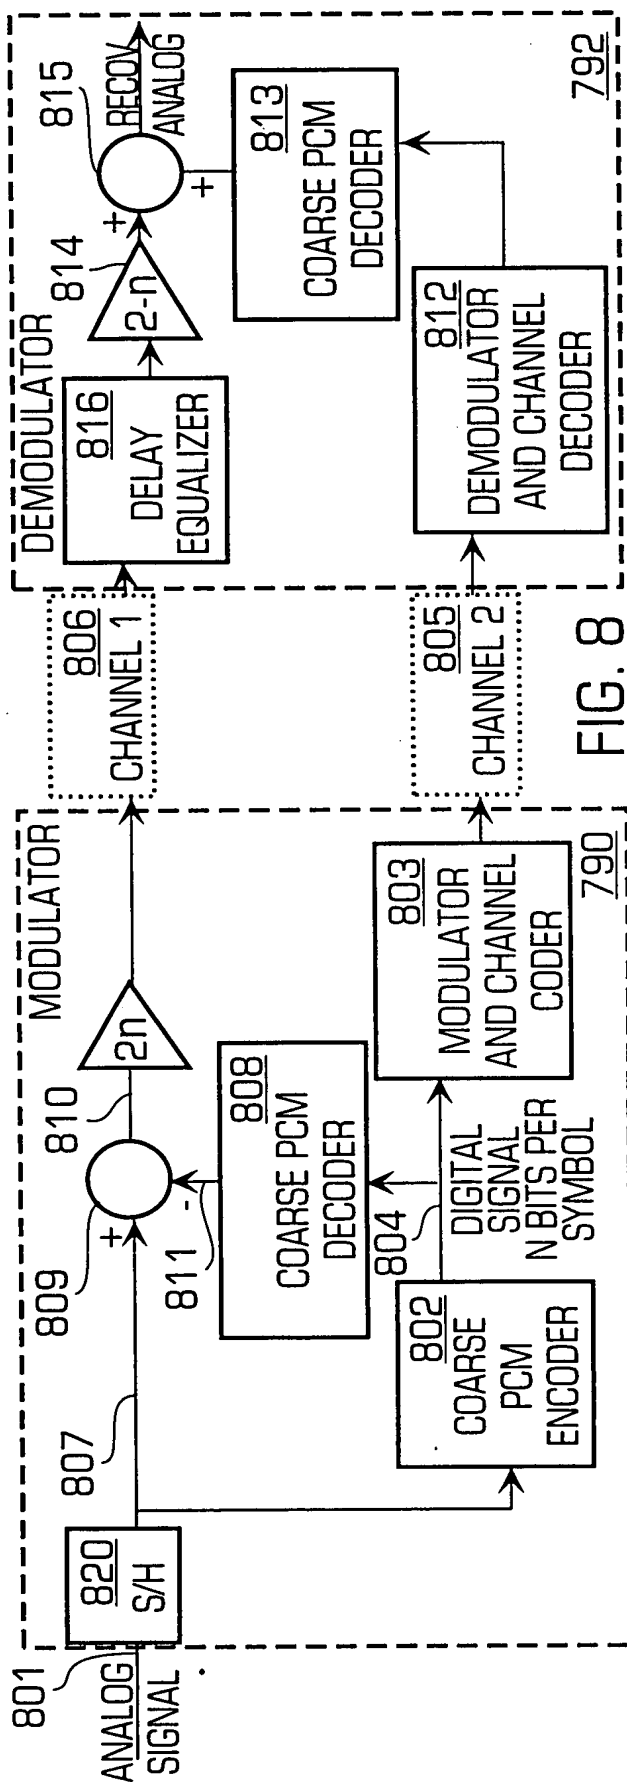 MODULATOR
801
ANALOG
SIGNAL
820
S/H
807
809
+
-
811
810
2n
808
COARSE PCM
DECODER
802
COARSE
PCM
ENCODER
804
DIGITAL
SIGNAL
N BITS PER
SYMBOL
803
MODULATOR
AND CHANNEL
CODER
790
806
CHANNEL 1
805
CHANNEL 2
DEMODULATOR
816
DELAY
EQUALIZER
814
2-n
+
815
+
RECOV
ANALOG
813
COARSE PCM
DECODER
812
DEMODULATOR
AND CHANNEL
DECODER
792
FIG. 8